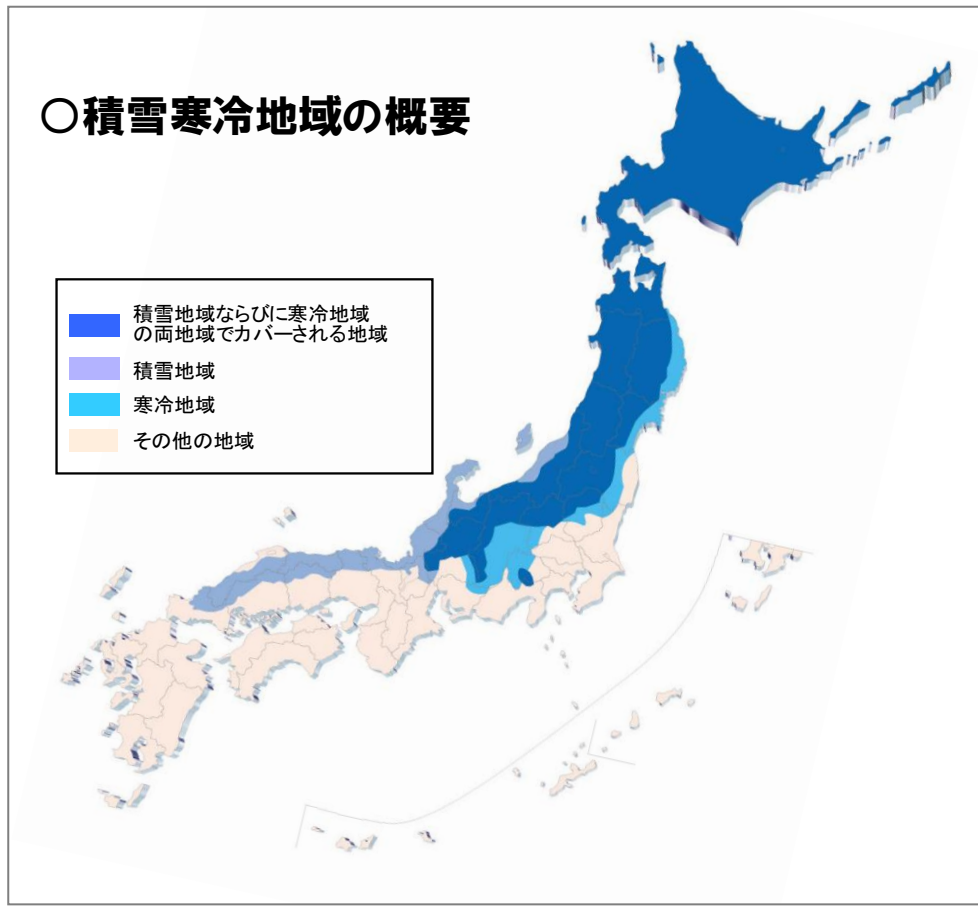 〇積雪寒冷地域の概要
積雪地域ならびに寒冷地域
の両地域でカバーされる地域
積雪地域
寒冷地域
その他の地域